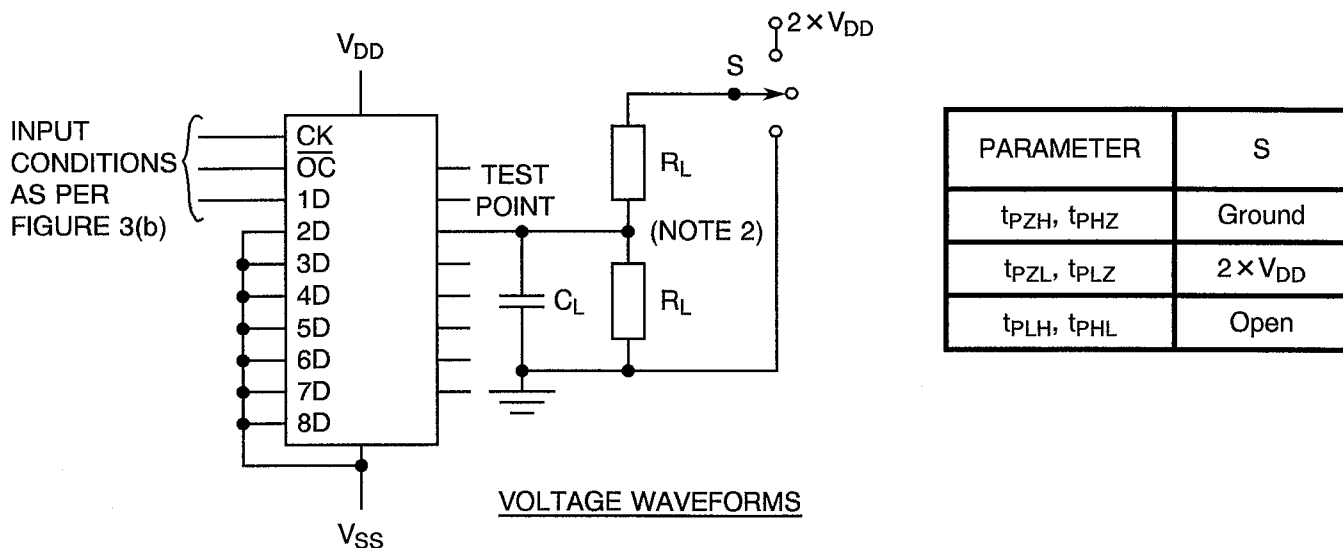 2 × VDD
VDD
S
INPUT
CONDITIONS
AS PER
FIGURE 3(b)
CK
OC
1D
2D
3D
4D
5D
6D
7D
8D
TEST
POINT
RL
(NOTE 2)
CL
RL
VSS
VOLTAGE WAVEFORMS
PARAMETER S
tPZH, tPHZ Ground
tPZL, tPLZ 2 × VDD
tPLH, tPHL Open